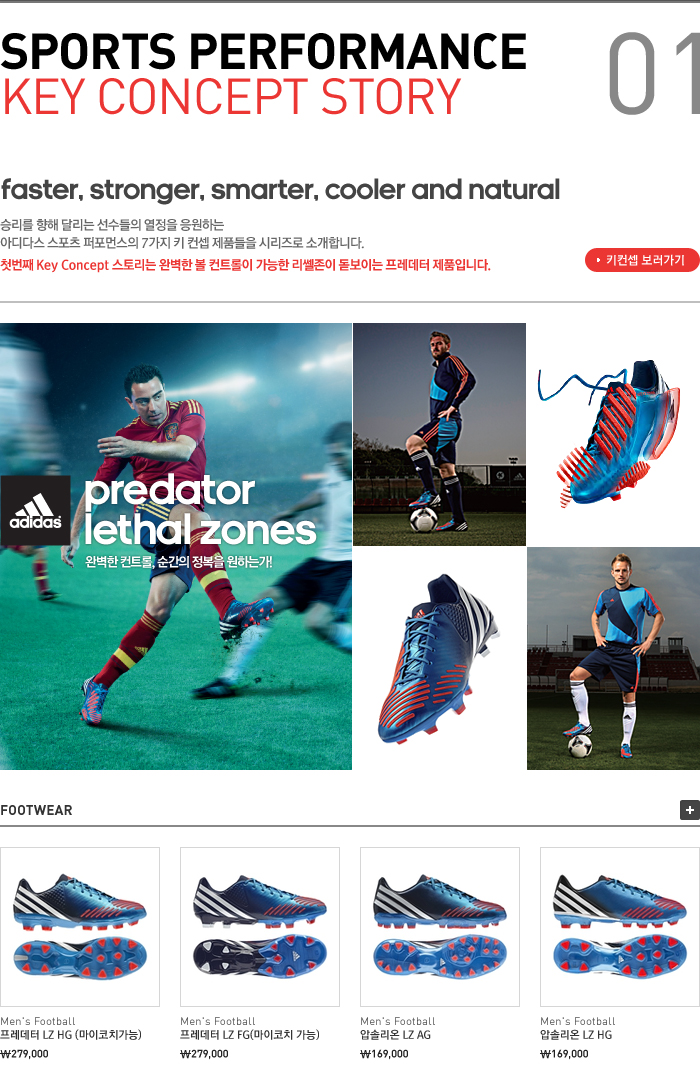 SPORTS PERFORMANCE
KEY CONCEPT STORY
01
faster, stronger, smarter, cooler and natural
승리를 향해 달리는 선수들의 열정을 응원하는
아디다스 스포츠 퍼포먼스의 7가지 키 컨셉 제품들을 시리즈로 소개합니다.
첫번째 Key Concept 스토리는 완벽한 볼 컨트롤이 가능한 리쎌존이 돋보이는 프레데터 제품입니다.
키컨셉 보러가기
adidas
predator
lethal zones
완벽한 컨트롤, 순간의 정복을 원하는가!
FOOTWEAR
Men's Football
프레데터 LZ HG (마이코치가능)
₩279,000
Men's Football
프레데터 LZ FG(마이코치 가능)
₩279,000
Men's Football
압솔리온 LZ AG
₩169,000
Men's Football
압솔리온 LZ HG
₩169,000